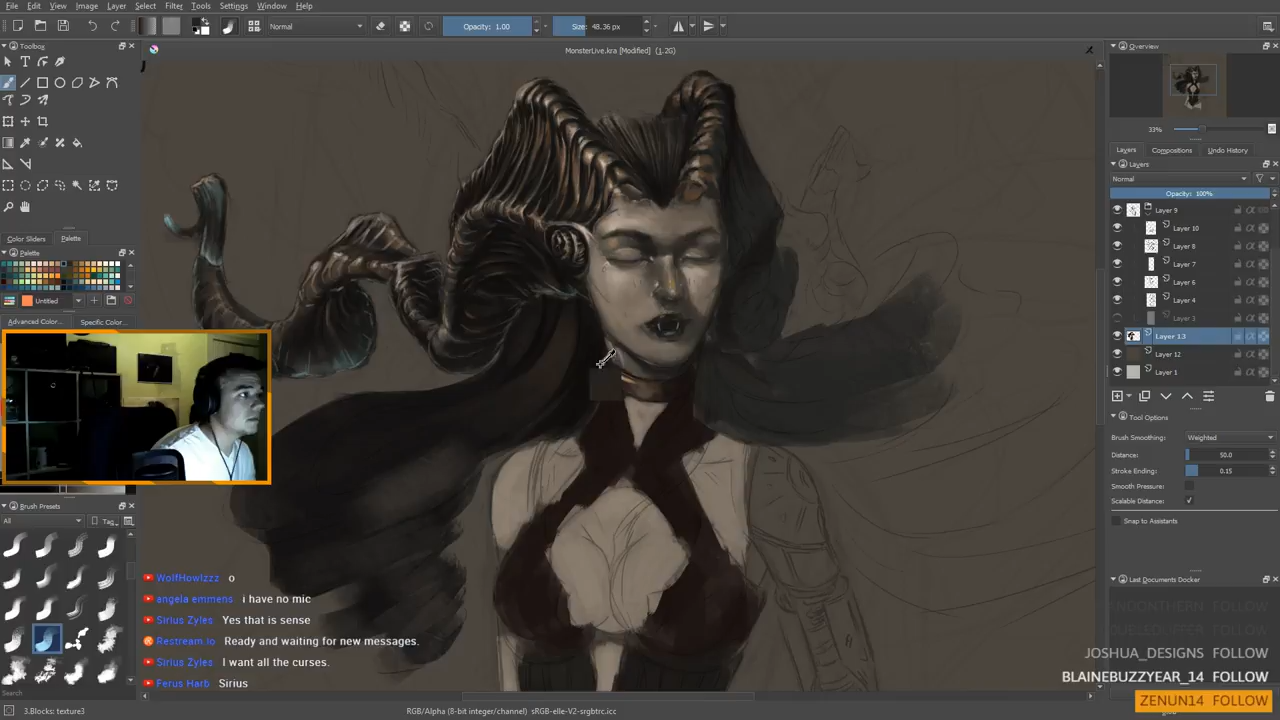 File Edit View Image Layer Select Filter Tools Settings Window Help
Normal
Opacity: 1.00
Size: 48.36 px
MonsterLive.kra [Modified] (1.2G)
Toolbox
Overview
33%
Layers Compositions Undo History
Layers
Normal
Opacity: 100%
Layer 9
Layer 10
Layer 8
Layer 7
Layer 6
Layer 4
Layer 3
Layer 13
Layer 12
Layer 1
Color Sliders Palette
Palette
Untitled
Advanced Color... Specific Color...
Tool Options
Brush Smoothing: Weighted
Distance: 50.0
Stroke Ending: 0.15
Smooth Pressure:
Scalable Distance:
Snap to Assistants
Brush Presets
All
Tag
Search
Last Documents Docker
WolfHowlzzz o
angela emmens i have no mic
Sirius Zyles Yes that is sense
Restream.io Ready and waiting for new messages.
Sirius Zyles I want all the curses.
Ferus Harb Sirius
JOSHUA_DESIGNS FOLLOW
BLAINEBUZZYEAR_14 FOLLOW
ZENUN14 FOLLOW
3.Blocks: texture3
RGB/Alpha (8-bit integer/channel) sRGB-elle-V2-srgbtrc.icc